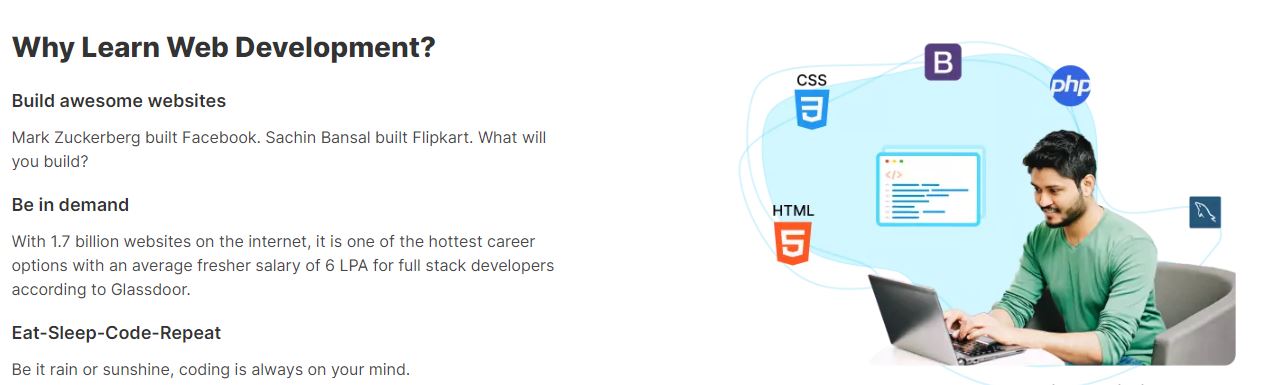 Why Learn Web Development?
Build awesome websites
Mark Zuckerberg built Facebook. Sachin Bansal built Flipkart. What will
you build?
Be in demand
With 1.7 billion websites on the internet, it is one of the hottest career
options with an average fresher salary of 6 LPA for full stack developers
according to Glassdoor.
Eat-Sleep-Code-Repeat
Be it rain or sunshine, coding is always on your mind.
B
CSS
3
php
</>
HTML
5